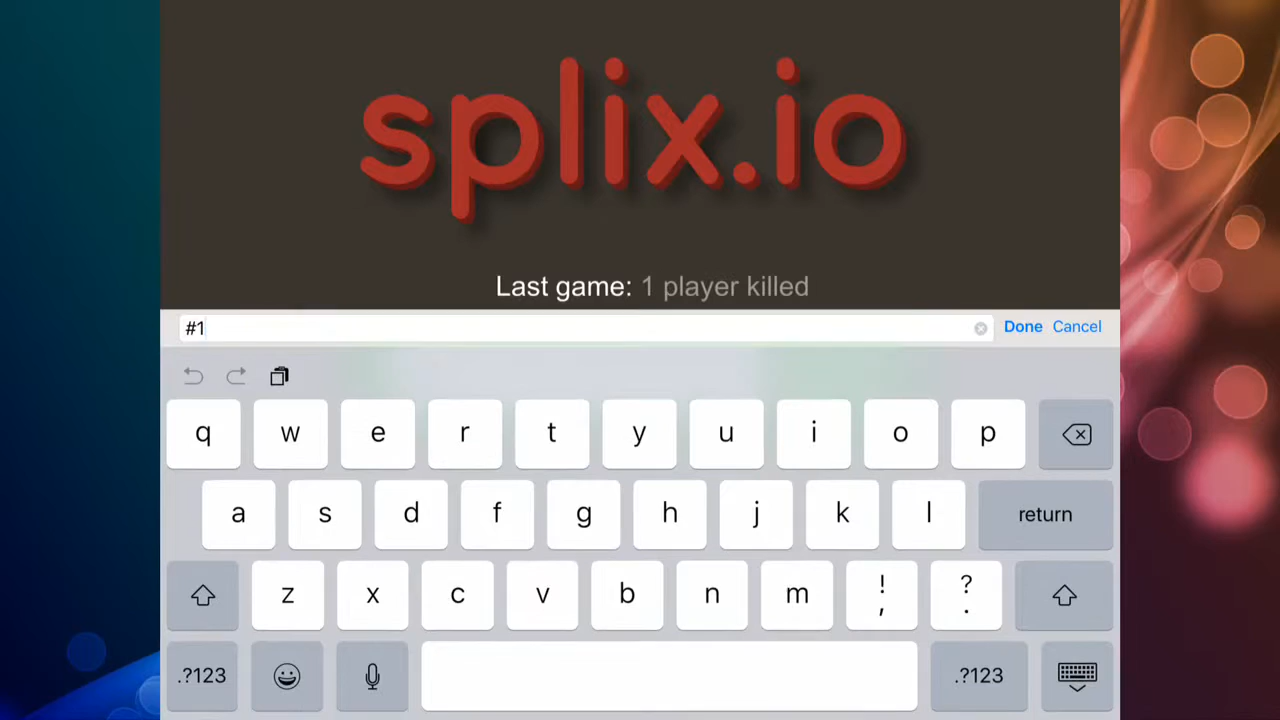 splix.io
Last game: 1 player killed
#1 Done Cancel
q w e r t y u i o p
a s d f g h j k l return
z x c v b n m ! , ? .
.?123 .?123